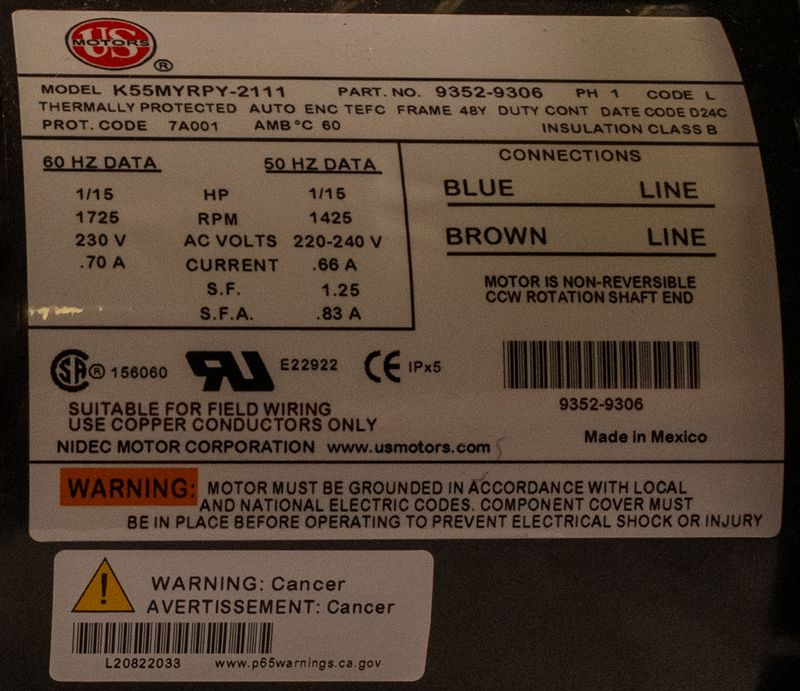 US
MOTORS
®
MODEL K55MYRPY-2111 PART. NO. 9352-9306 PH 1 CODE L
THERMALLY PROTECTED AUTO ENC TEFC FRAME 48Y DUTY CONT DATE CODE D24C
PROT. CODE 7A001 AMB°C 60 INSULATION CLASS B
60 HZ DATA 50 HZ DATA
1/15 HP 1/15
1725 RPM 1425
230 V AC VOLTS 220-240 V
.70 A CURRENT .66 A
S.F. 1.25
S.F.A. .83 A
CONNECTIONS
BLUE LINE
BROWN LINE
MOTOR IS NON-REVERSIBLE
CCW ROTATION SHAFT END
SA ® 156060 RU E22922 CE IPx5
SUITABLE FOR FIELD WIRING
USE COPPER CONDUCTORS ONLY
NIDEC MOTOR CORPORATION www.usmotors.com
9352-9306
Made in Mexico
WARNING: MOTOR MUST BE GROUNDED IN ACCORDANCE WITH LOCAL
AND NATIONAL ELECTRIC CODES. COMPONENT COVER MUST
BE IN PLACE BEFORE OPERATING TO PREVENT ELECTRICAL SHOCK OR INJURY
! WARNING: Cancer
AVERTISSEMENT: Cancer
L20822033 www.p65warnings.ca.gov